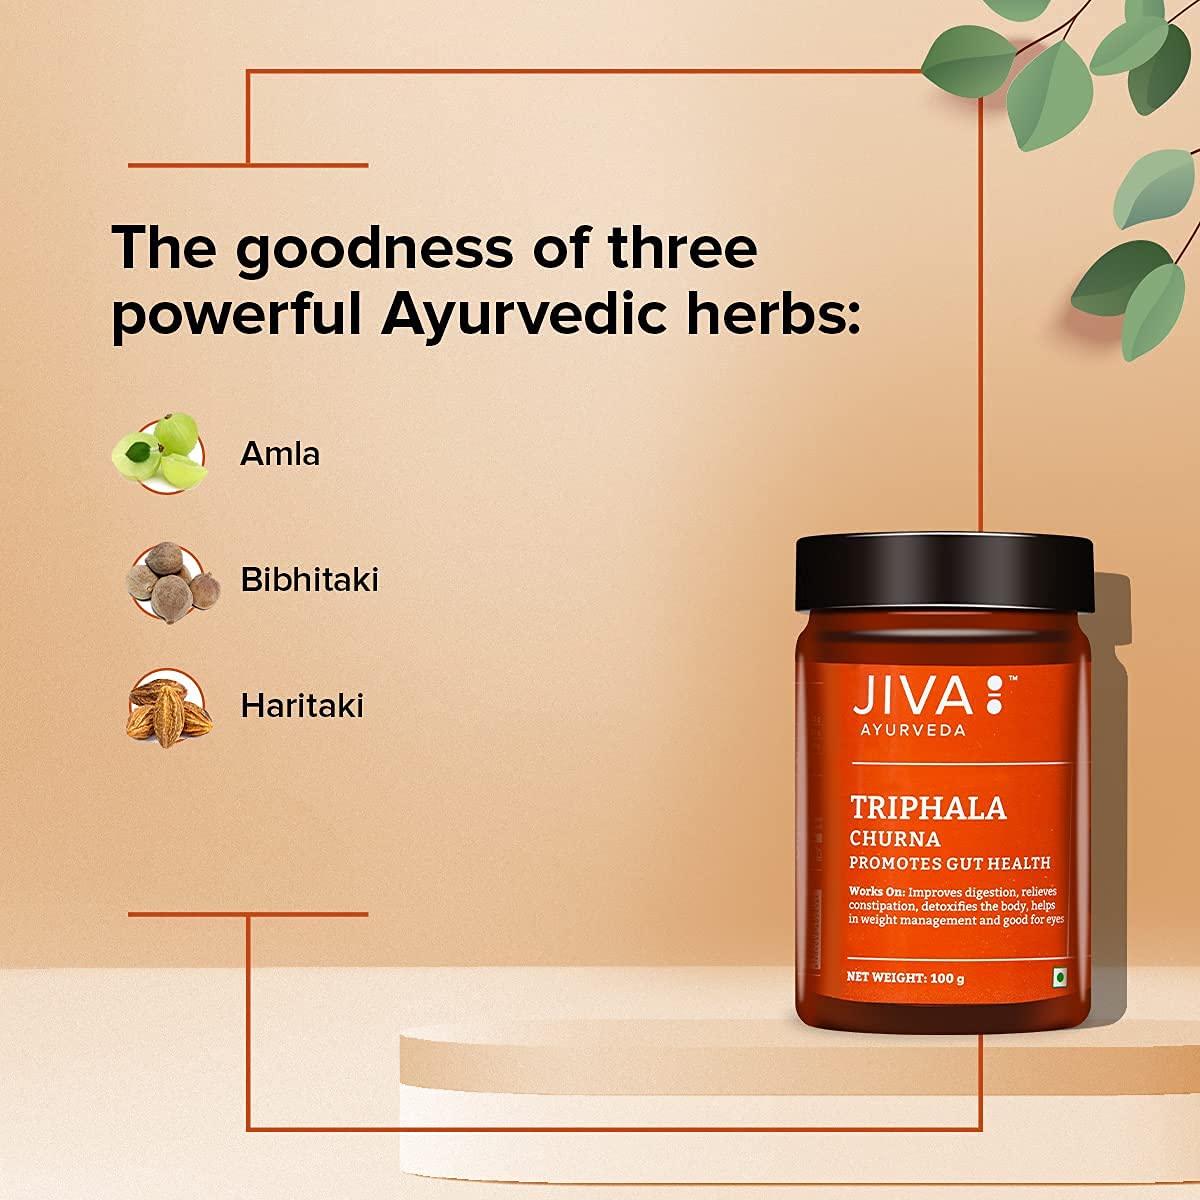 The goodness of three
powerful Ayurvedic herbs:
Amla
Bibhitaki
Haritaki
JIVA ™
AYURVEDA
TRIPHALA
CHURNA
PROMOTES GUT HEALTH
Works On: Improves digestion, relieves
constipation, detoxifies the body, helps
in weight management and good for eyes
NET WEIGHT: 100 g